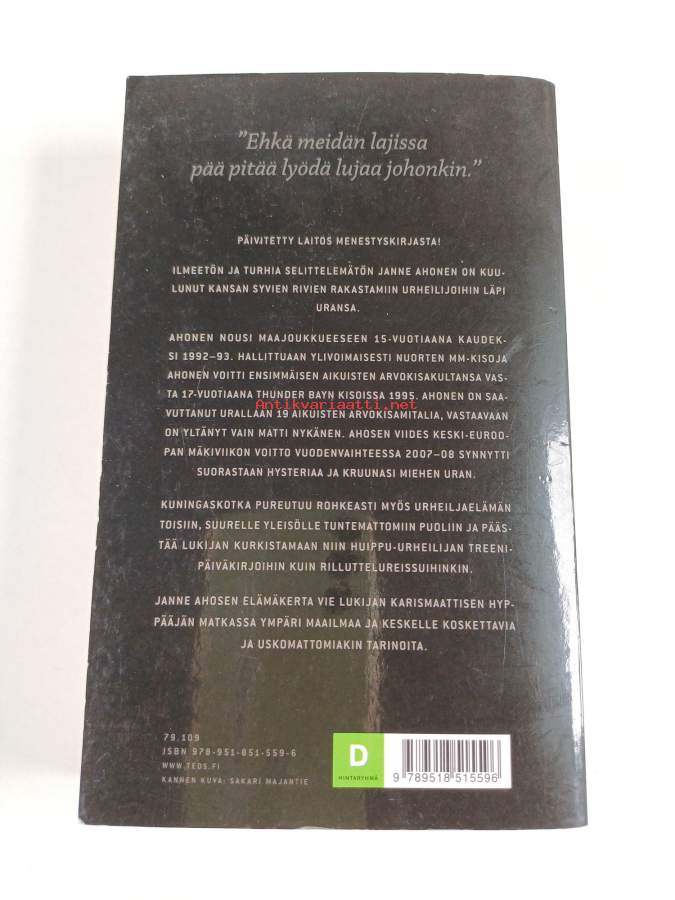 "Ehkä meidän lajissa
pää pitää lyödä lujaa johonkin."
PÄIVITETTY LAITOS MENESTYSKIRJASTA!
ILMEETÖN JA TURHIA SELITTELEMÄTÖN JANNE AHONEN ON KUU-
LUNUT KANSAN SYVIEN RIVIEN RAKASTAMIIN URHEILIJOIHIN LÄPI
URANSA.
AHONEN NOUSI MAAJOUKKUEESEEN 15-VUOTIAANA KAUDEK-
SI 1992–93. HALLITTUAAN YLIVOIMAISESTI NUORTEN MM-KISOJA
AHONEN VOITTI ENSIMMÄISEN AIKUISTEN ARVOKISAKULTANSA VAS-
TA 17-VUOTIAANA THUNDER BAYN KISOISSA 1995. AHONEN ON SAA-
Antikvariaatti.net
VUTTANUT URALLAAN 19 AIKUISTEN ARVOKISAMITALIA, VASTAAVAAN
ON YLTÄNYT VAIN MATTI NYKÄNEN. AHOSEN VIIDES KESKI-EUROO-
PAN MÄKIVIIKON VOITTO VUODENVAIHTEESSA 2007–08 SYNNYTTI
SUORASTAAN HYSTERIAA JA KRUUNASI MIEHEN URAN.
KUNINGASKOTKA PUREUTUU ROHKEASTI MYÖS URHEILJAELÄMÄN
TOISIIN, SUURELLE YLEISÖLLE TUNTEMATTOMIIN PUOLIIN JA PÄÄS-
TÄÄ LUKIJAN KURKISTAMAAN NIIN HUIPPU-URHEILIJAN TREENI-
PÄIVÄKIRJOIHIN KUIN RILLUTTELUREISSUIHINKIN.
JANNE AHOSEN ELÄMÄKERTA VIE LUKIJAN KARISMAATTISEN HYP-
PÄÄJÄN MATKASSA YMPÄRI MAAILMAA JA KESKELLE KOSKETTAVIA
JA USKOMATTOMIAKIN TARINOITA.
79.109
ISBN 978-951-851-559-6
WWW.TEOS.FI
KANNEN KUVA: SAKARI MAJANTIE
D
HINTARYHMÄ
9 789518 515596